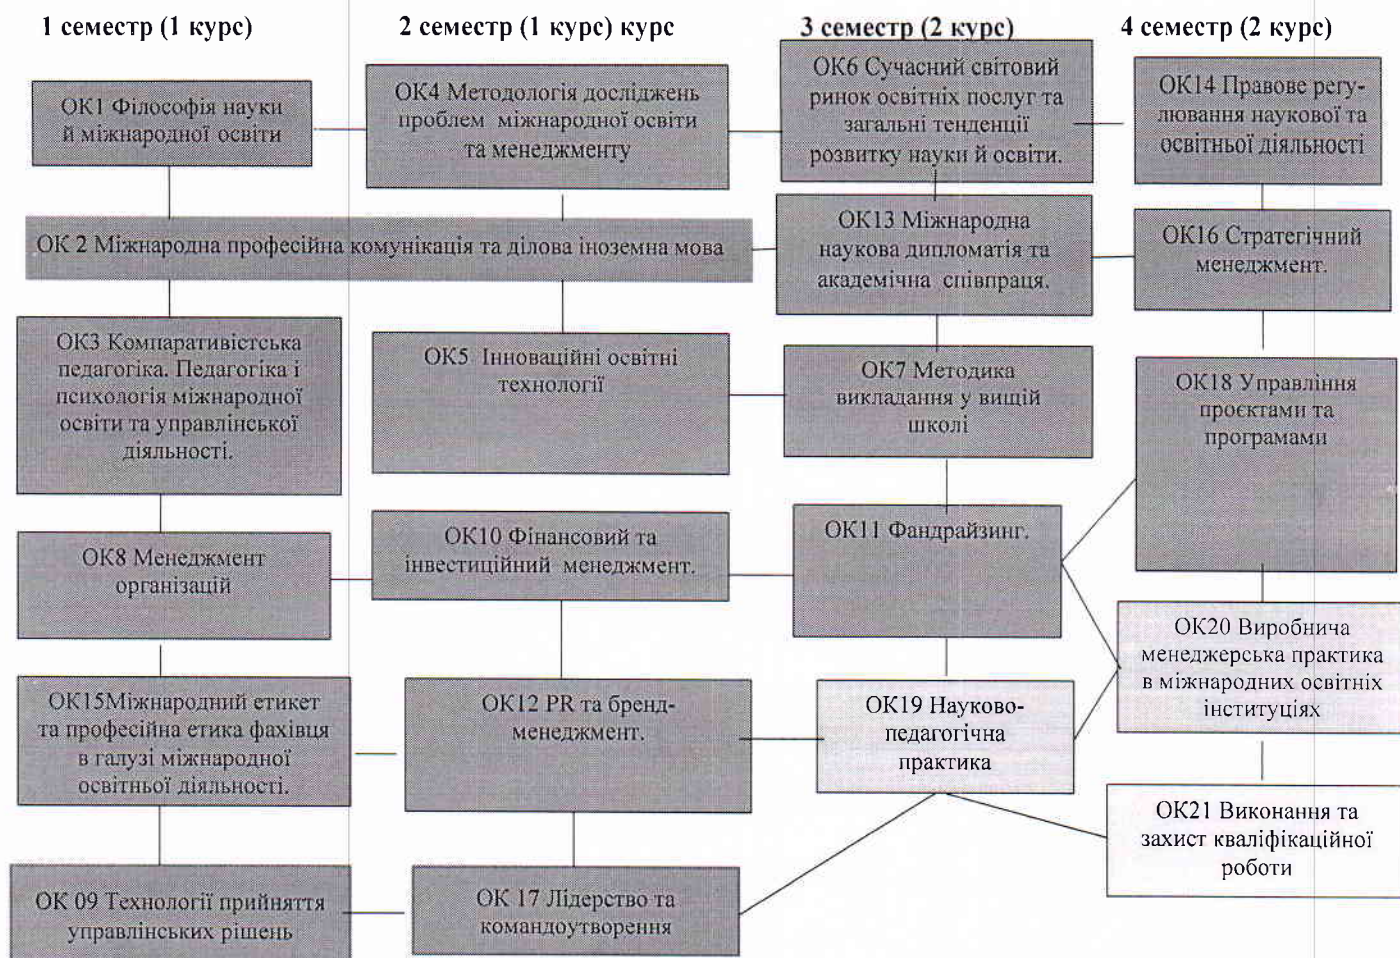 1 семестр (1 курс)
2 семестр (1 курс) курс
3 семестр (2 курс)
4 семестр (2 курс)
ОК1 Філософія науки
й міжнародної освіти
ОК4 Методологія досліджень
проблем міжнародної освіти
та менеджменту
ОК6 Сучасний світовий
ринок освітніх послуг та
загальні тенденції
розвитку науки й освіти.
ОК14 Правове регу-
лювання наукової та
освітньої діяльності
ОК 2 Міжнародна професійна комунікація та ділова іноземна мова
ОК13 Міжнародна
наукова дипломатія та
академічна співпраця.
ОК16 Стратегічний
менеджмент.
ОК3 Компаративістська
педагогіка. Педагогіка і
психологія міжнародної
освіти та управлінської
діяльності.
ОК5 Інноваційні освітні
технології
ОК7 Методика
викладання у вищій
школі
ОК18 Управління
проєктами та
програмами
ОК8 Менеджмент
організацій
ОК10 Фінансовий та
інвестиційний менеджмент.
ОК11 Фандрайзинг.
ОК20 Виробнича
менеджерська практика
в міжнародних освітніх
інституціях
ОК15Міжнародний етикет
та професійна етика фахівця
в галузі міжнародної
освітньої діяльності.
ОК12 PR та бренд-
менеджмент.
ОК19 Науково-
педагогічна
практика
ОК21 Виконання та
захист кваліфікаційної
роботи
ОК 09 Технології прийняття
управлінських рішень
ОК 17 Лідерство та
командоутворення